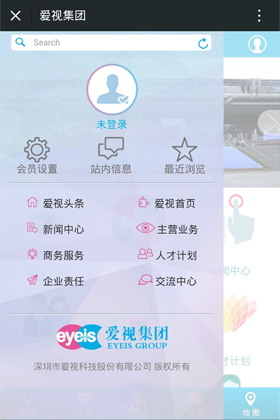 爱视集团
Search
未登录
会员设置 站内信息 最近浏览
爱视头条 爱视首页
新闻中心 主营业务
商务服务 人才计划
企业责任 交流中心
eyeis 爱视集团
EYEIS GROUP
深圳市爱视科技股份有限公司 版权所有
闻中心
才计划
地图